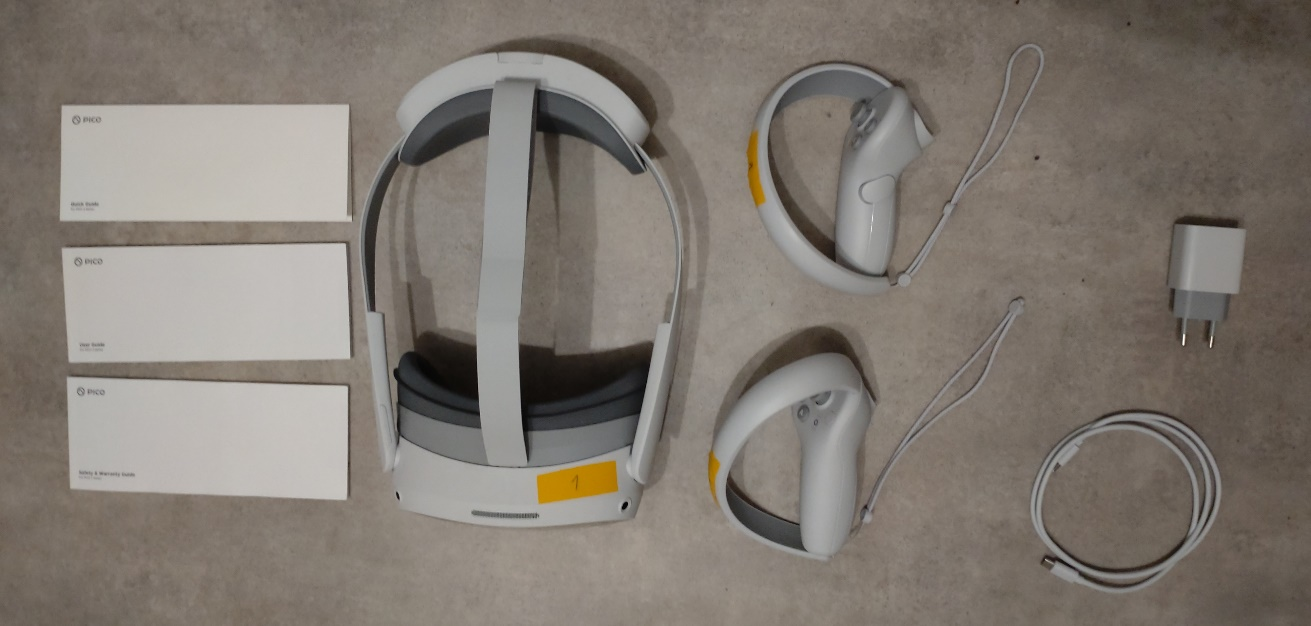 PICO
Quick Guide
PICO
User Guide
PICO
Safety & Warranty Guide
1